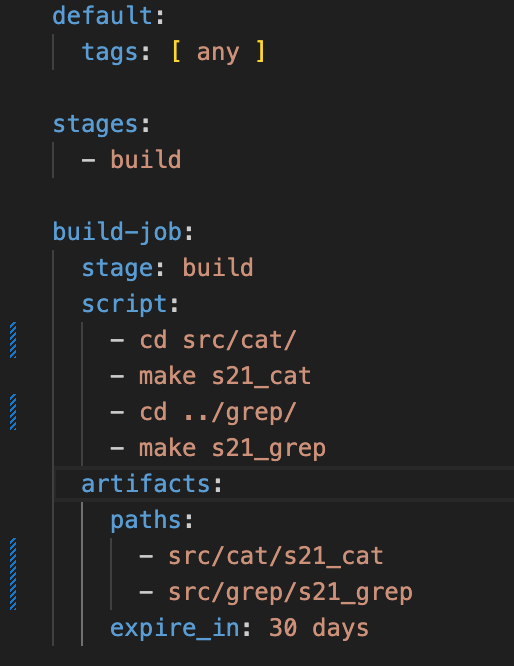 default:
  tags: [ any ]

stages:
  - build

build-job:
  stage: build
  script:
    - cd src/cat/
    - make s21_cat
    - cd ../grep/
    - make s21_grep
  artifacts:
    paths:
      - src/cat/s21_cat
      - src/grep/s21_grep
    expire_in: 30 days